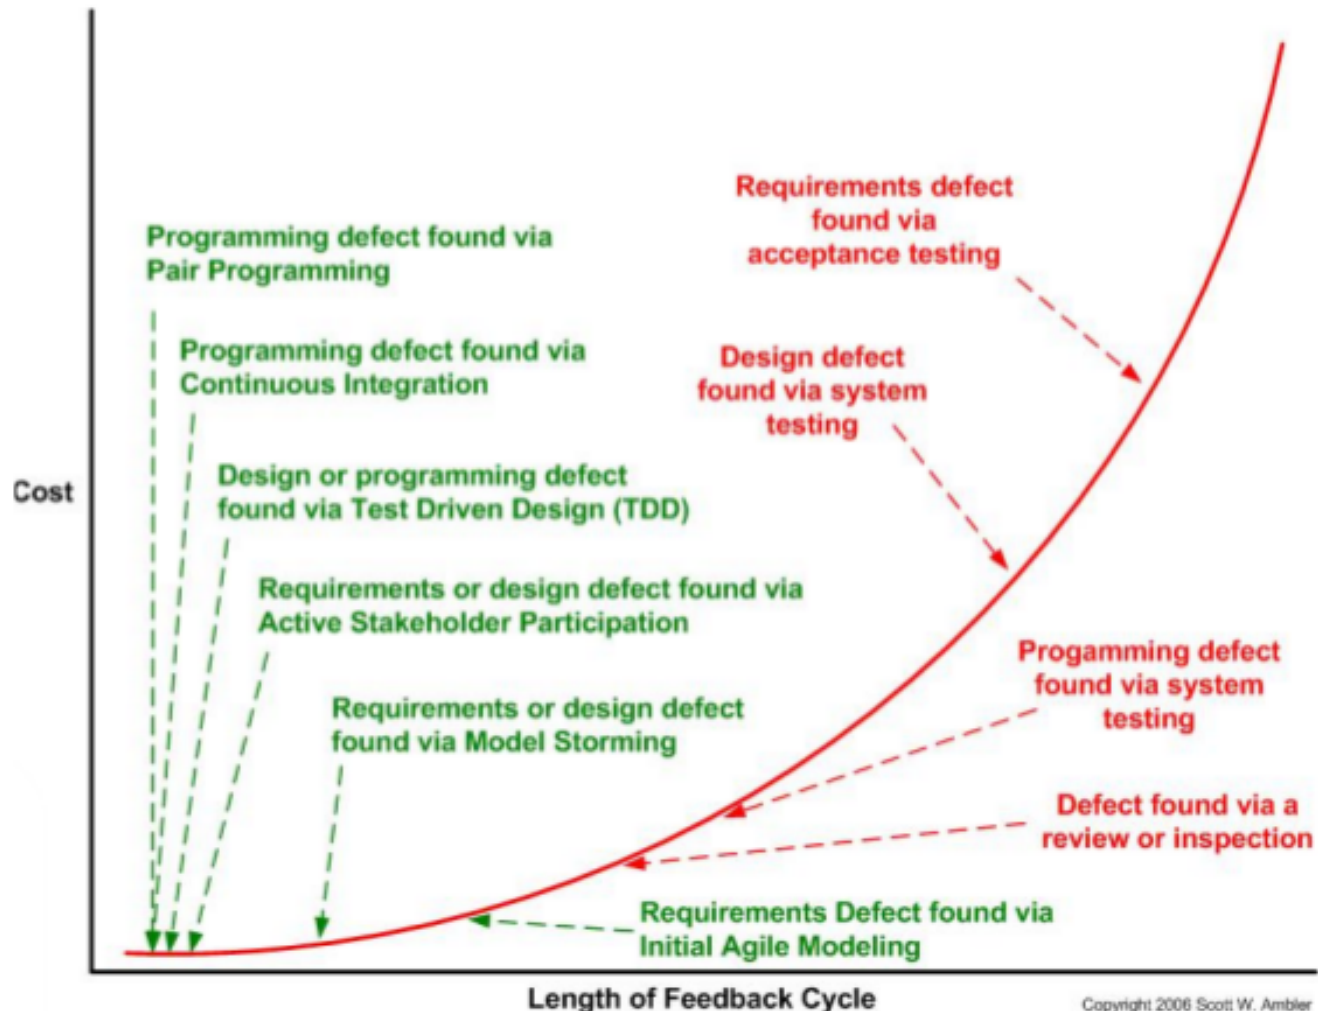 Programming defect found via
Pair Programming
Programming defect found via
Continuous Integration
Design or programming defect
found via Test Driven Design (TDD)
Requirements or design defect found via
Active Stakeholder Participation
Requirements or design defect
found via Model Storming
Requirements Defect found via
Initial Agile Modeling
Requirements defect
found via
acceptance testing
Design defect
found via system
testing
Progamming defect
found via system
testing
Defect found via a
review or inspection
Cost
Length of Feedback Cycle
Copyright 2006 Scott W. Ambler